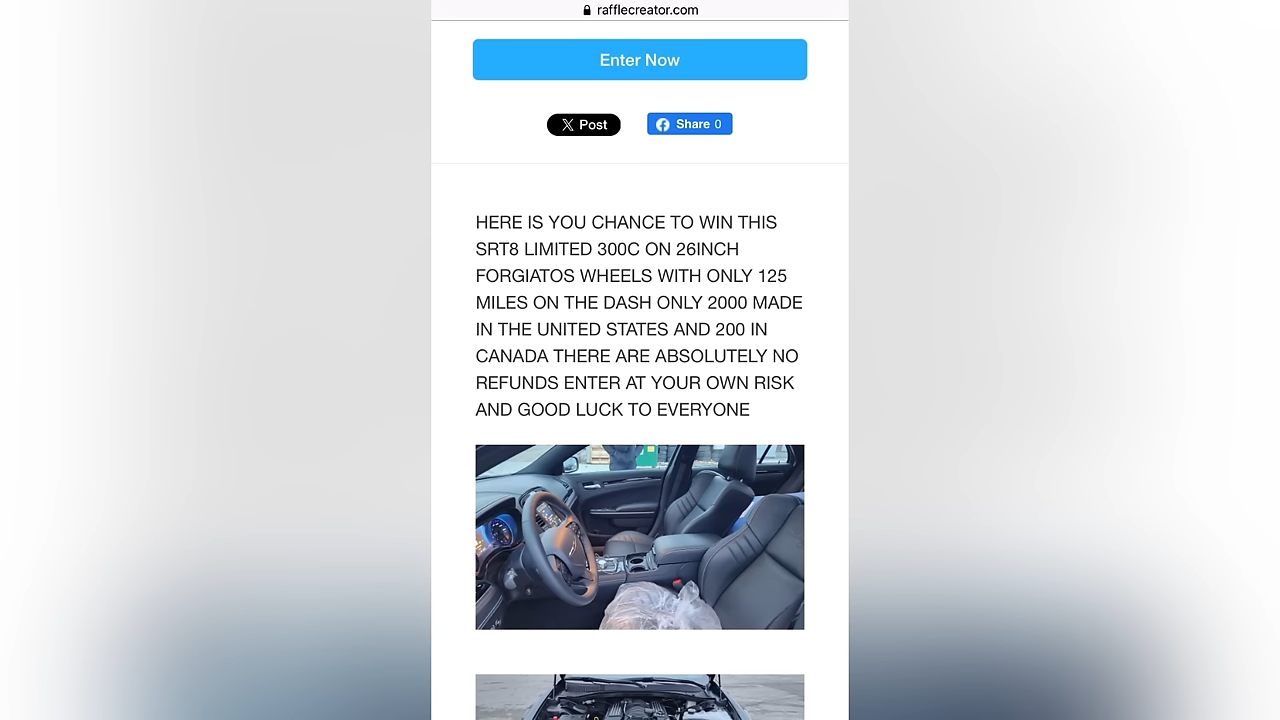 rafflecreator.com
Enter Now
X Post
Share 0
HERE IS YOU CHANCE TO WIN THIS
SRT8 LIMITED 300C ON 26INCH
FORGIATOS WHEELS WITH ONLY 125
MILES ON THE DASH ONLY 2000 MADE
IN THE UNITED STATES AND 200 IN
CANADA THERE ARE ABSOLUTELY NO
REFUNDS ENTER AT YOUR OWN RISK
AND GOOD LUCK TO EVERYONE